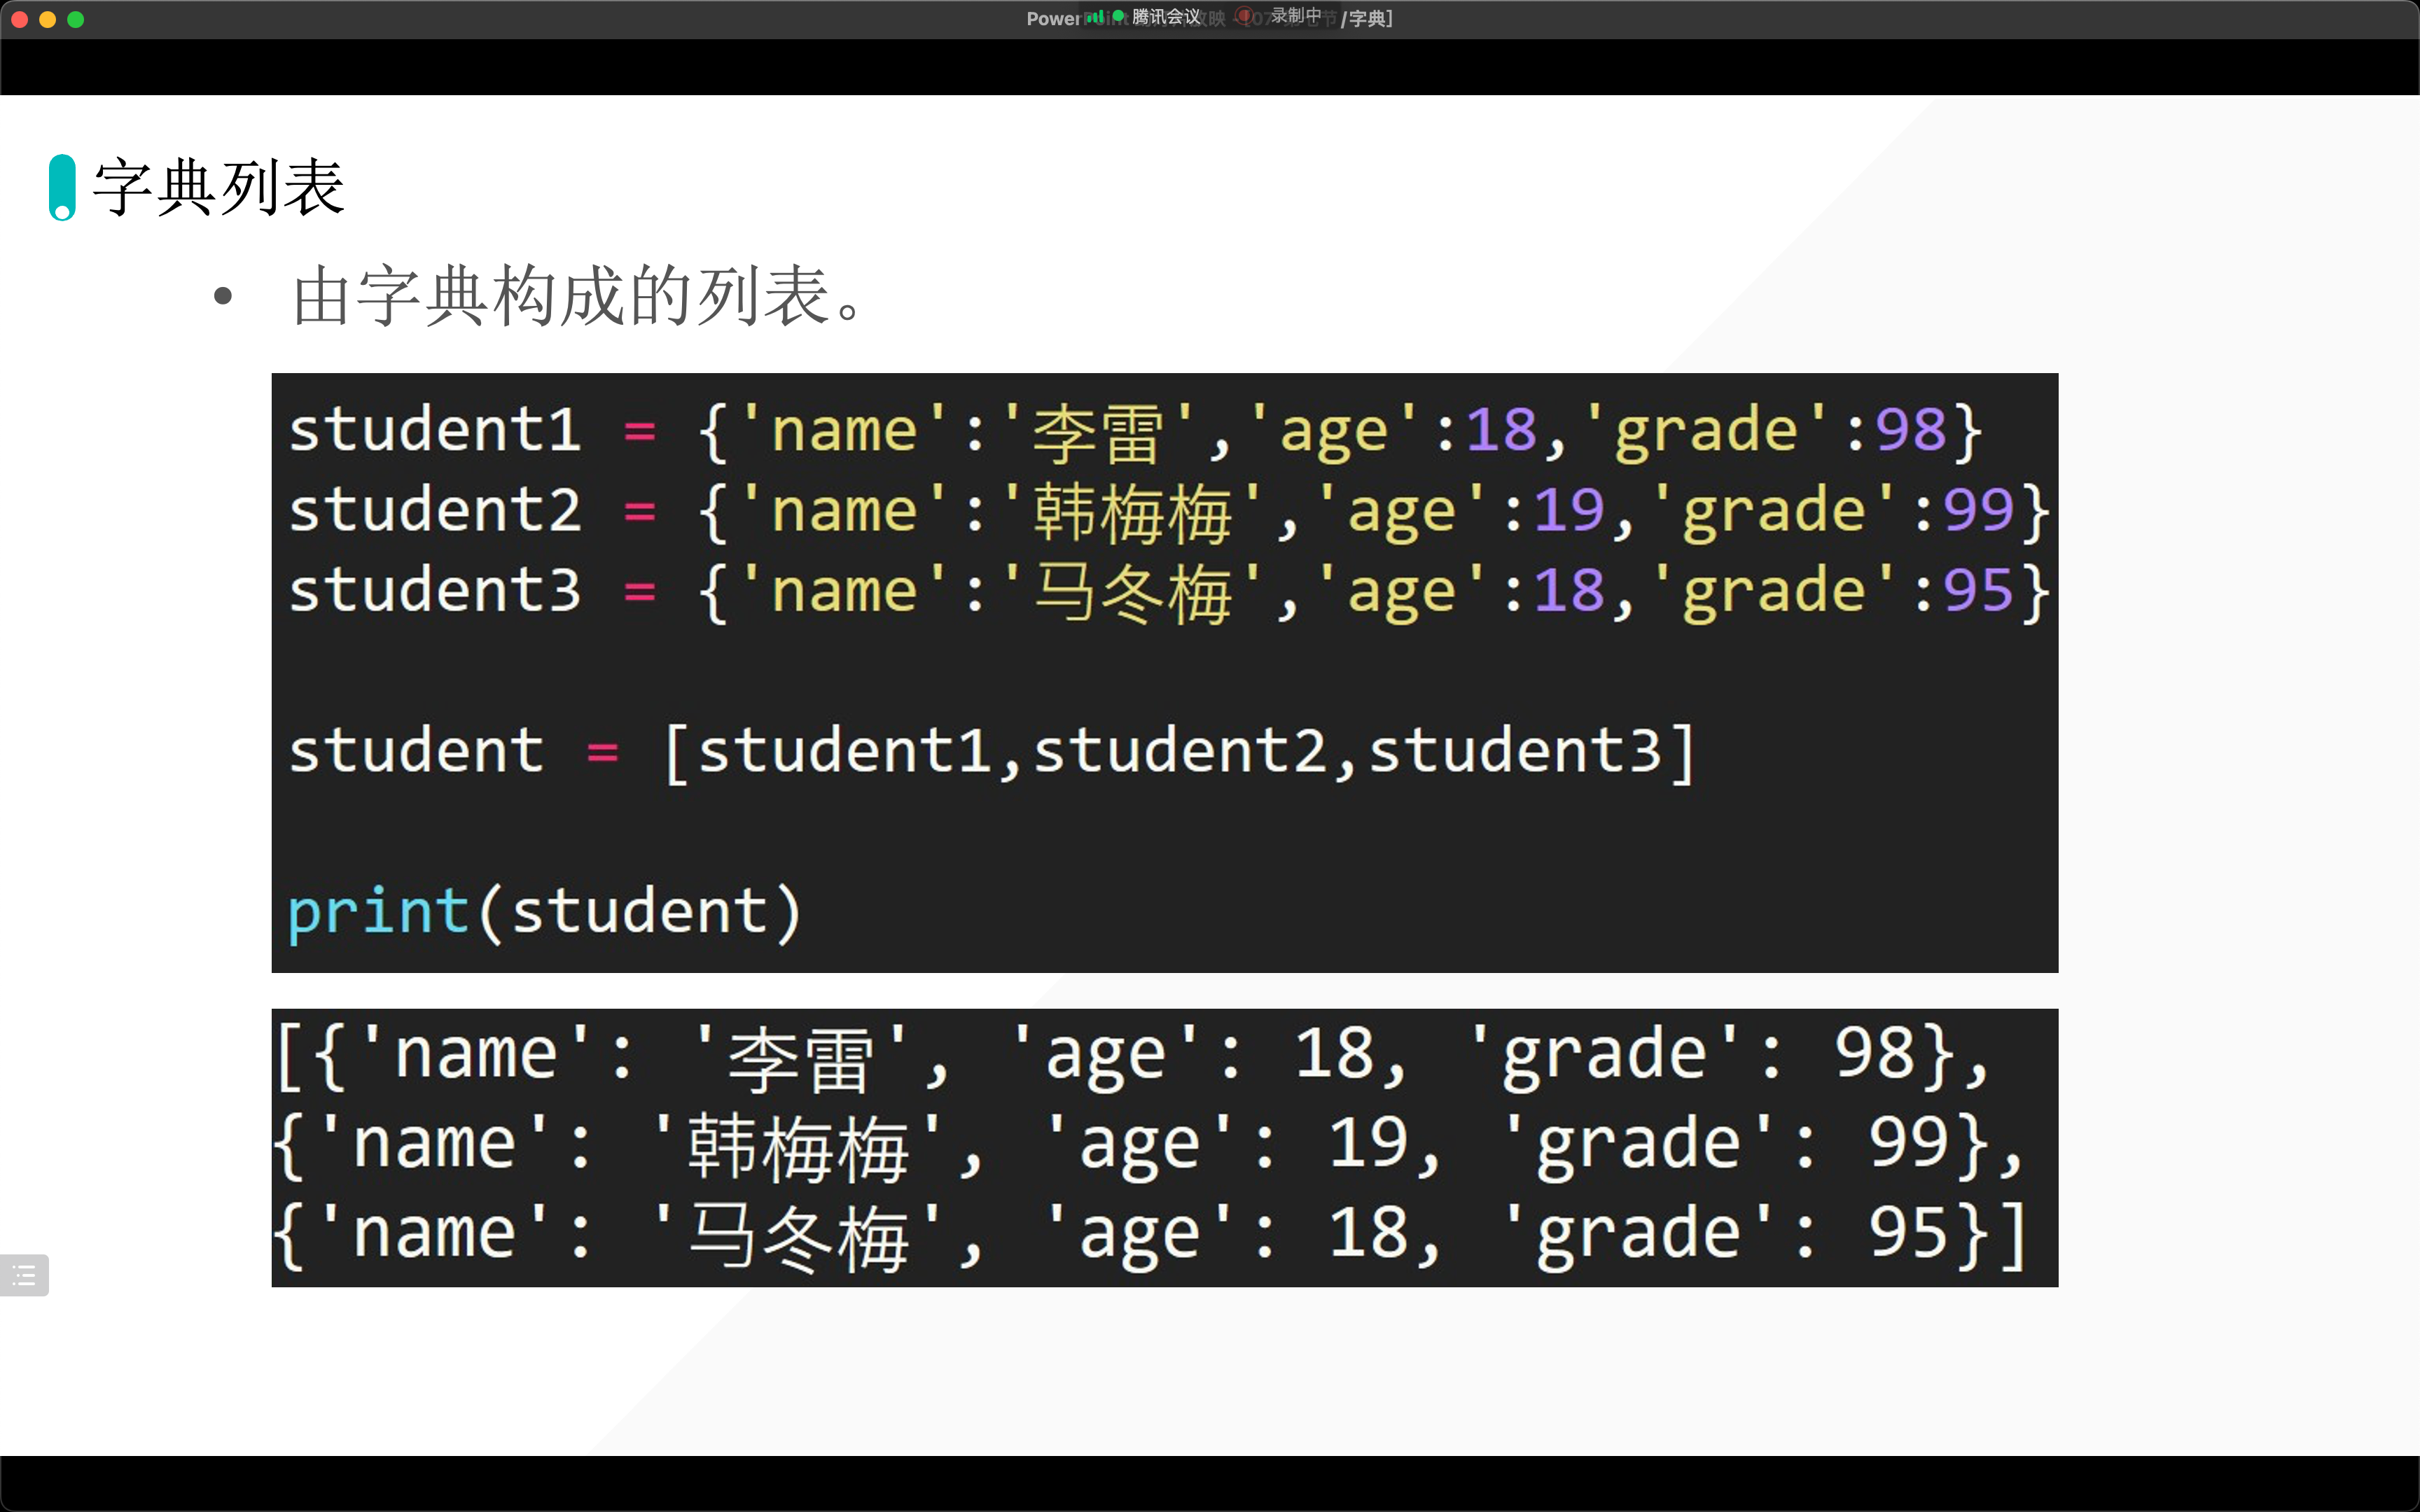 腾讯会议 录制中 /字典]
字典列表
• 由字典构成的列表。
student1 = {'name':'李雷','age':18,'grade':98}
student2 = {'name':'韩梅梅','age':19,'grade':99}
student3 = {'name':'马冬梅','age':18,'grade':95}
student = [student1,student2,student3]
print(student)
[{'name': '李雷', 'age': 18, 'grade': 98},
{'name': '韩梅梅', 'age': 19, 'grade': 99},
{'name': '马冬梅', 'age': 18, 'grade': 95}]